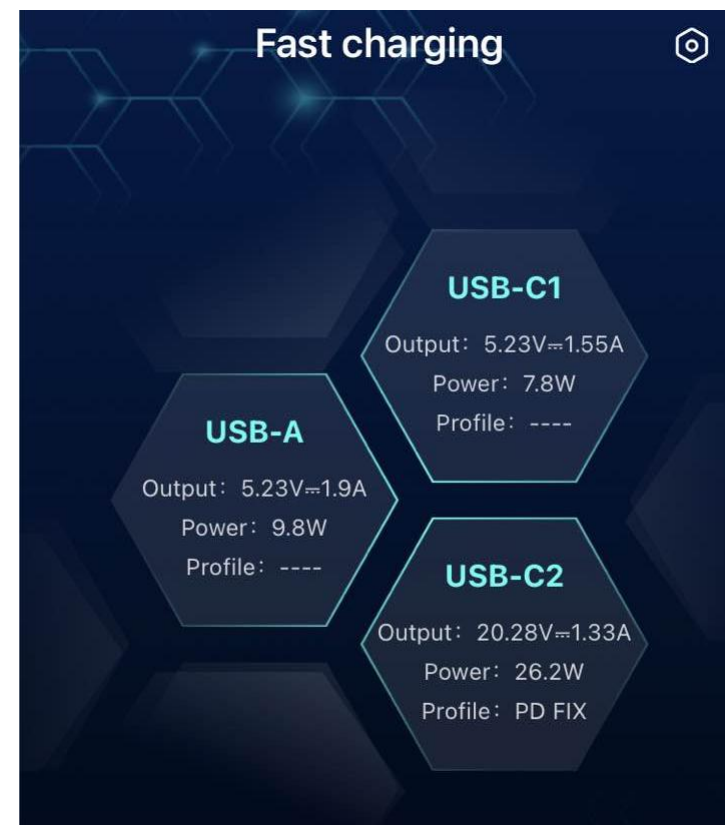 Fast charging
USB-C1
Output: 5.23V⎓1.55A
Power: 7.8W
Profile: ----
USB-A
Output: 5.23V⎓1.9A
Power: 9.8W
Profile: ----
USB-C2
Output: 20.28V⎓1.33A
Power: 26.2W
Profile: PD FIX